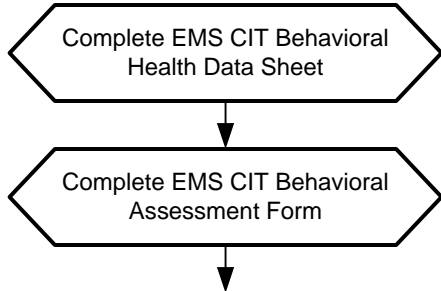 Complete EMS CIT Behavioral
Health Data Sheet
Complete EMS CIT Behavioral
Assessment Form